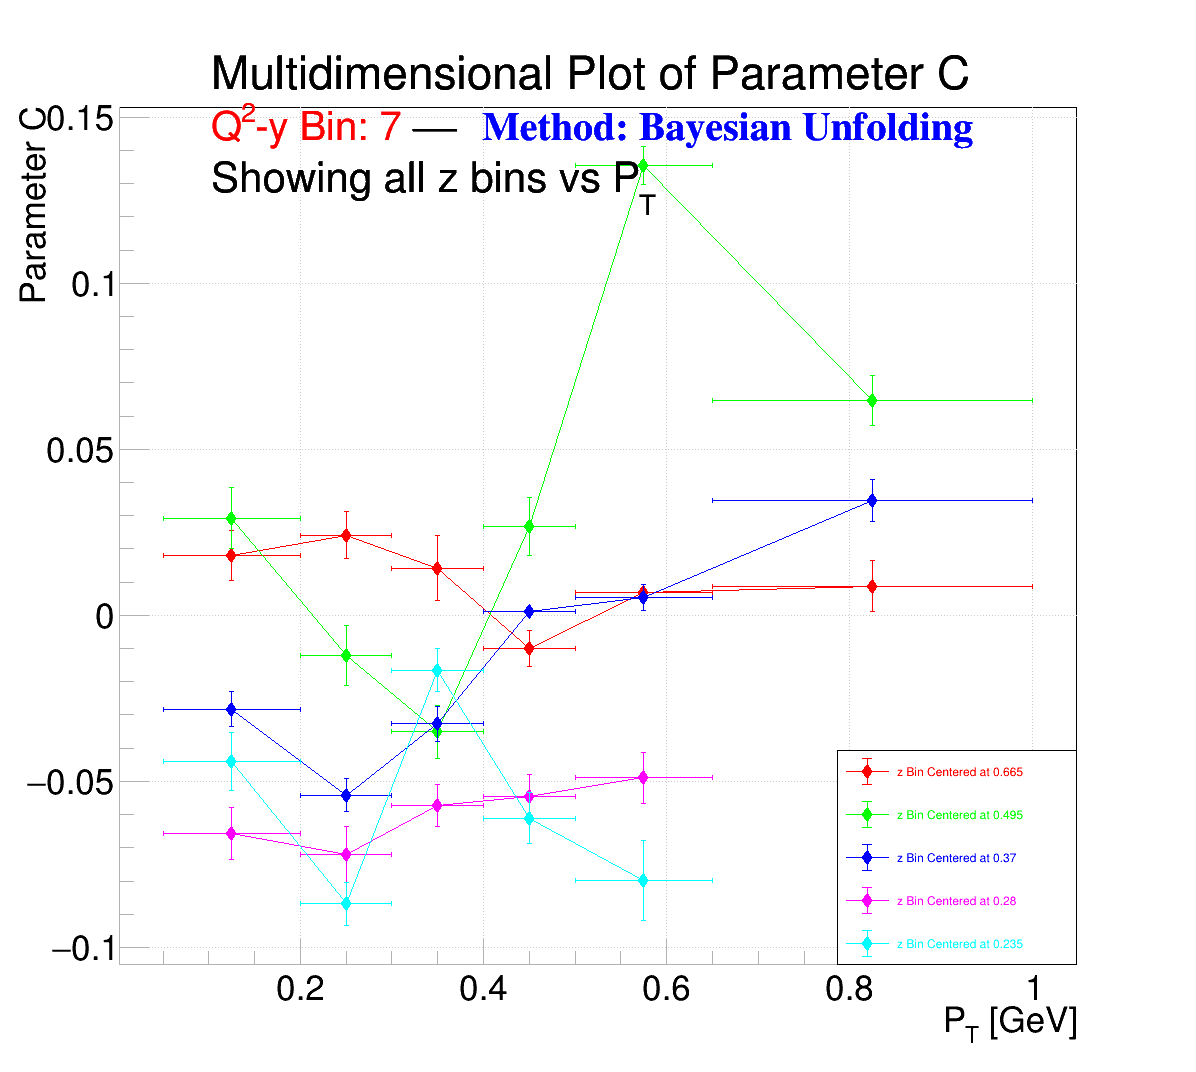 Multidimensional Plot of Parameter C
Q²-y Bin: 7 — Method: Bayesian Unfolding
Showing all z bins vs P_T
Parameter C
0.15
0.1
0.05
0
−0.05
−0.1
z Bin Centered at 0.665
z Bin Centered at 0.495
z Bin Centered at 0.37
z Bin Centered at 0.28
z Bin Centered at 0.235
0.2 0.4 0.6 0.8 1
P_T [GeV]